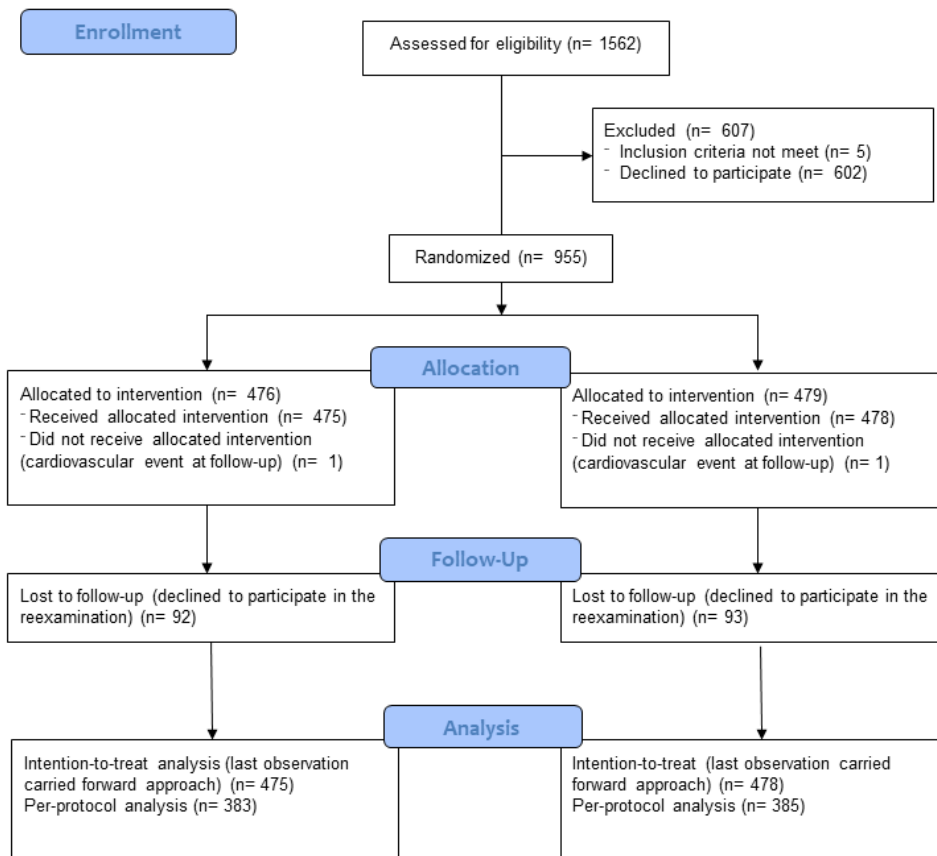 Enrollment
Assessed for eligibility (n= 1562)
Excluded (n= 607)
- Inclusion criteria not meet (n= 5)
- Declined to participate (n= 602)
Randomized (n= 955)
Allocation
Allocated to intervention (n= 476)
- Received allocated intervention (n= 475)
- Did not receive allocated intervention
(cardiovascular event at follow-up) (n= 1)
Allocated to intervention (n= 479)
- Received allocated intervention (n= 478)
- Did not receive allocated intervention
(cardiovascular event at follow-up) (n= 1)
Follow-Up
Lost to follow-up (declined to participate in the
reexamination) (n= 92)
Lost to follow-up (declined to participate in the
reexamination) (n= 93)
Analysis
Intention-to-treat analysis (last observation
carried forward approach) (n= 475)
Per-protocol analysis (n= 383)
Intention-to-treat (last observation carried
forward approach) (n= 478)
Per-protocol analysis (n= 385)